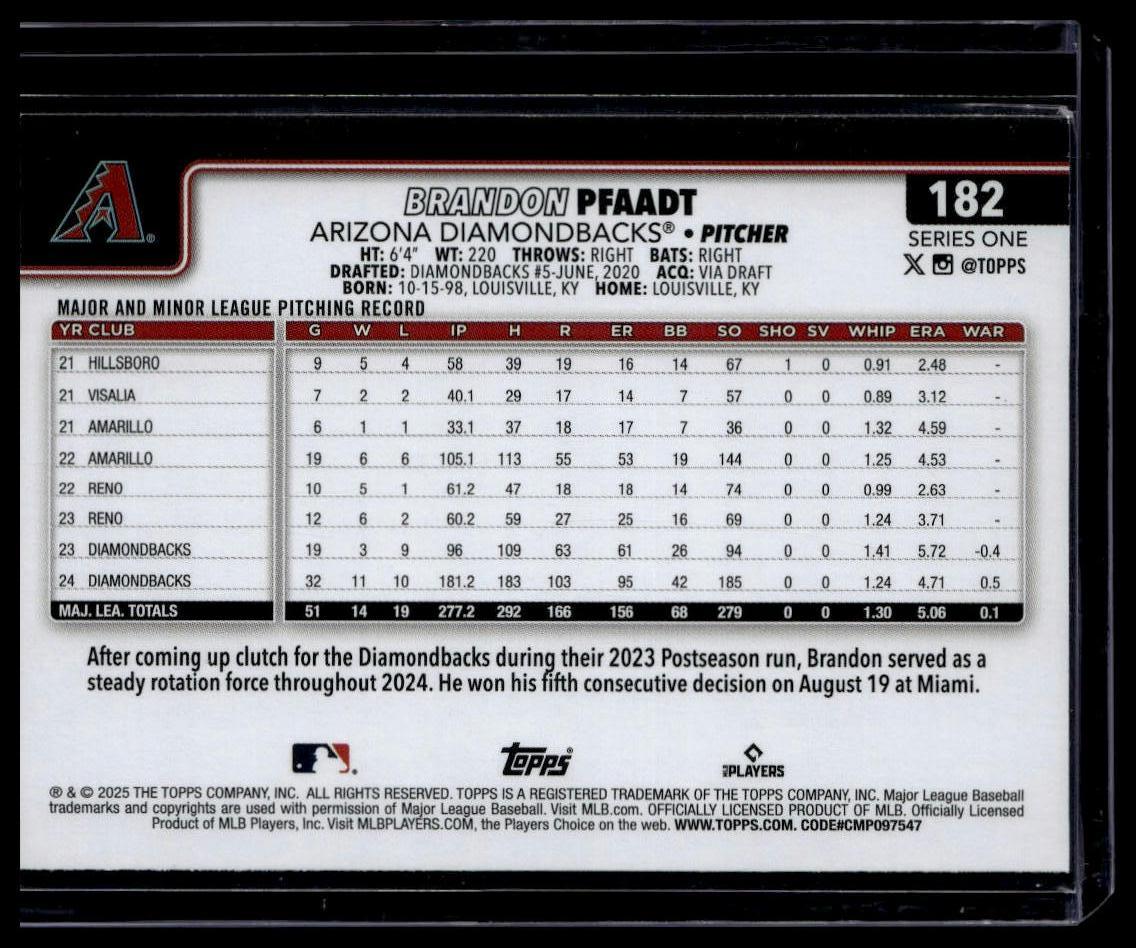 A®
BRANDON PFAADT
182
ARIZONA DIAMONDBACKS® • PITCHER
SERIES ONE
HT: 6'4" WT: 220 THROWS: RIGHT BATS: RIGHT
X @TOPPS
DRAFTED: DIAMONDBACKS #5-JUNE, 2020 ACQ: VIA DRAFT
BORN: 10-15-98, LOUISVILLE, KY HOME: LOUISVILLE, KY
MAJOR AND MINOR LEAGUE PITCHING RECORD
YR CLUB G W L IP H R ER BB SO SHO SV WHIP ERA WAR
21 HILLSBORO 9 5 4 58 39 19 16 14 67 1 0 0.91 2.48 -
21 VISALIA 7 2 2 40.1 29 17 14 7 57 0 0 0.89 3.12 -
21 AMARILLO 6 1 1 33.1 37 18 17 7 36 0 0 1.32 4.59 -
22 AMARILLO 19 6 6 105.1 113 55 53 19 144 0 0 1.25 4.53 -
22 RENO 10 5 1 61.2 47 18 18 14 74 0 0 0.99 2.63 -
23 RENO 12 6 2 60.2 59 27 25 16 69 0 0 1.24 3.71 -
23 DIAMONDBACKS 19 3 9 96 109 63 61 26 94 0 0 1.41 5.72 -0.4
24 DIAMONDBACKS 32 11 10 181.2 183 103 95 42 185 0 0 1.24 4.71 0.5
MAJ. LEA. TOTALS 51 14 19 277.2 292 166 156 68 279 0 0 1.30 5.06 0.1
After coming up clutch for the Diamondbacks during their 2023 Postseason run, Brandon served as a
steady rotation force throughout 2024. He won his fifth consecutive decision on August 19 at Miami.
Topps®
PLAYERS
® & © 2025 THE TOPPS COMPANY, INC. ALL RIGHTS RESERVED. TOPPS IS A REGISTERED TRADEMARK OF THE TOPPS COMPANY, INC. Major League Baseball
trademarks and copyrights are used with permission of Major League Baseball. Visit MLB.com. OFFICIALLY LICENSED PRODUCT OF MLB. Officially Licensed
Product of MLB Players, Inc. Visit MLBPLAYERS.COM, the Players Choice on the web. WWW.TOPPS.COM. CODE#CMP097547